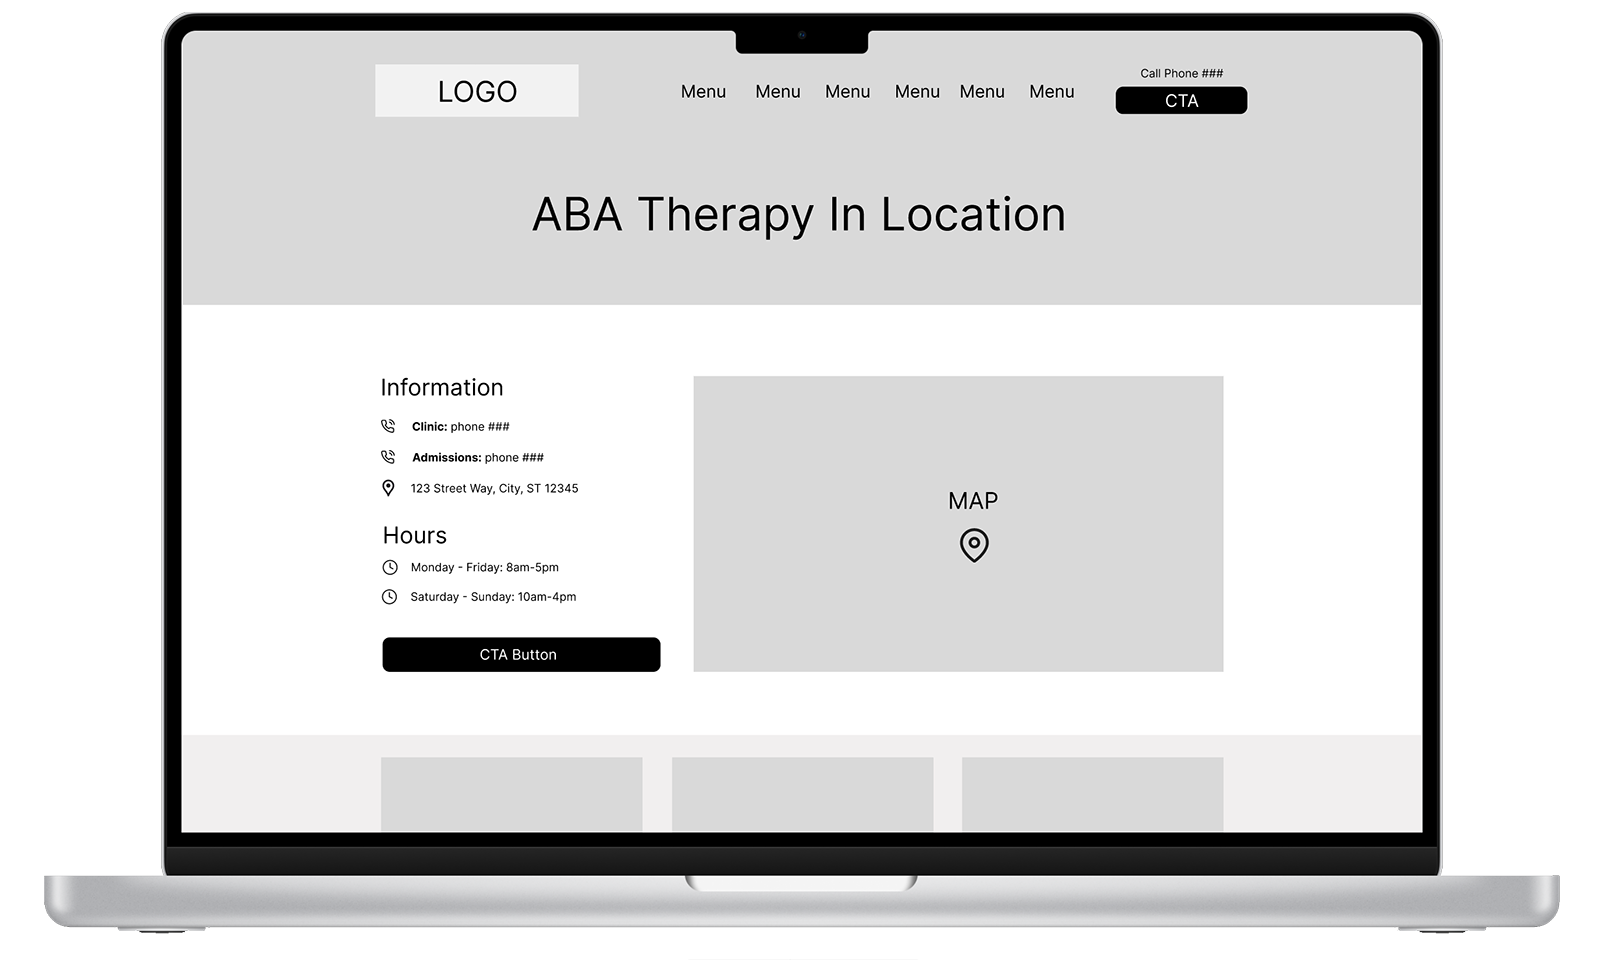 LOGO
Menu Menu Menu Menu Menu Menu
Call Phone ###
CTA
ABA Therapy In Location
Information
Clinic: phone ###
Admissions: phone ###
123 Street Way, City, ST 12345
Hours
Monday - Friday: 8am-5pm
Saturday - Sunday: 10am-4pm
CTA Button
MAP